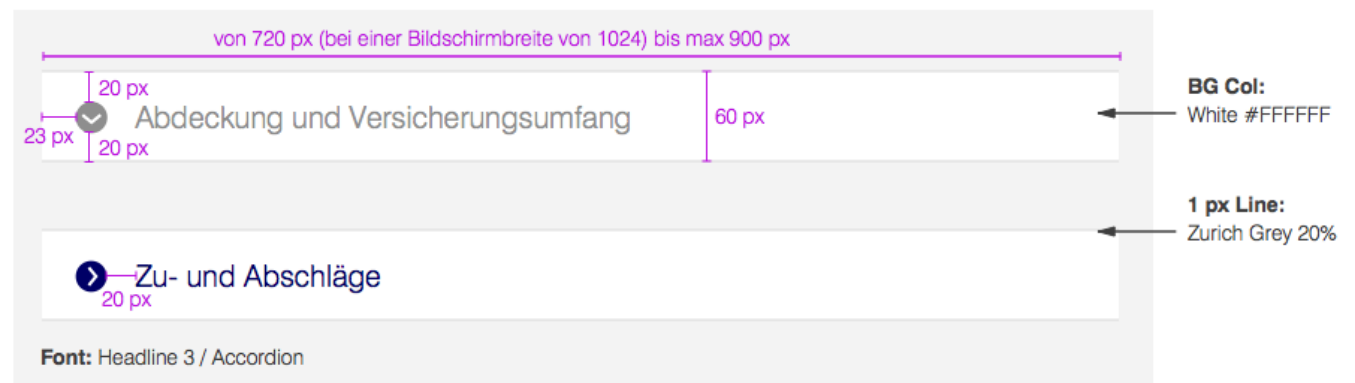 von 720 px (bei einer Bildschirmbreite von 1024) bis max 900 px
20 px
Abdeckung und Versicherungsumfang
60 px
23 px
20 px
BG Col:
White #FFFFFF
1 px Line:
Zurich Grey 20%
Zu- und Abschläge
20 px
Font: Headline 3 / Accordion